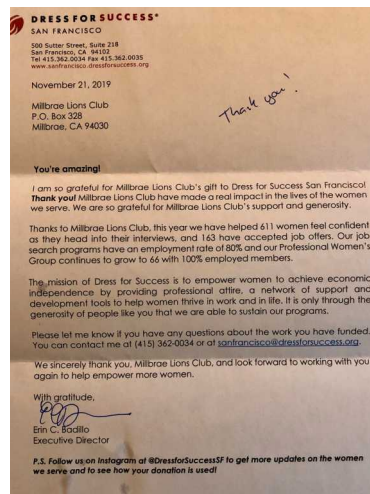 DRESS FOR SUCCESS®
SAN FRANCISCO
500 Sutter Street, Suite 218
San Francisco, CA 94102
Tel 415.362.0034 Fax 415.362.0035
www.sanfrancisco.dressforsuccess.org
November 21, 2019
Thank you!
Millbrae Lions Club
P.O. Box 328
Millbrae, CA 94030
You're amazing!
I am so grateful for Millbrae Lions Club's gift to Dress for Success San Francisco!
Thank you! Millbrae Lions Club have made a real impact in the lives of the women
we serve. We are so grateful for Millbrae Lions Club's support and generosity.
Thanks to Millbrae Lions Club, this year we have helped 611 women feel confident
as they head into their interviews, and 163 have accepted job offers. Our job
search programs have an employment rate of 80% and our Professional Women's
Group continues to grow to 66 with 100% employed members.
The mission of Dress for Success is to empower women to achieve economic
independence by providing professional attire, a network of support and
development tools to help women thrive in work and in life. It is only through the
generosity of people like you that we are able to sustain our programs.
Please let me know if you have any questions about the work you have funded.
You can contact me at (415) 362-0034 or at sanfrancisco@dressforsuccess.org.
We sincerely thank you, Millbrae Lions Club, and look forward to working with you
again to help empower more women.
With gratitude,
Erin C. Badillo
Executive Director
P.S. Follow us on Instagram at @DressforSuccessSF to get more updates on the women
we serve and to see how your donation is used!